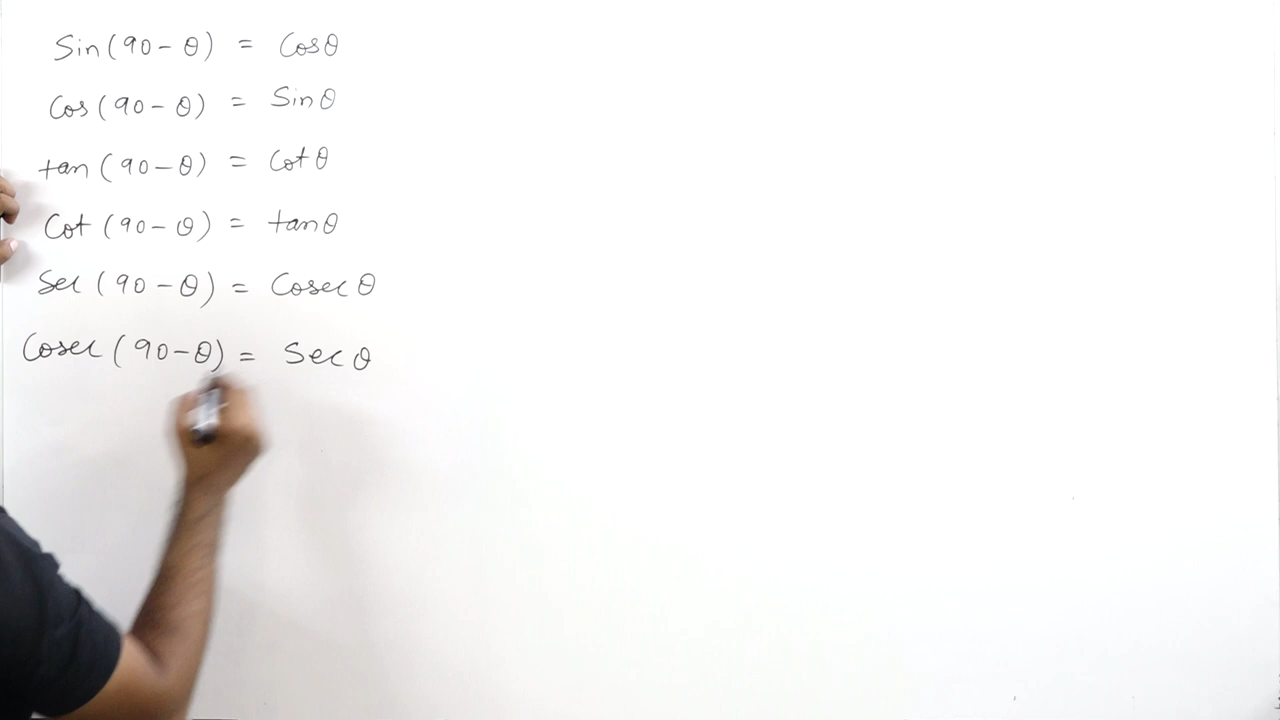 Sin(90-θ) = Cosθ
Cos(90-θ) = Sinθ
tan(90-θ) = Cotθ
Cot(90-θ) = tanθ
Sec(90-θ) = Cosecθ
Cosec(90-θ) = Secθ